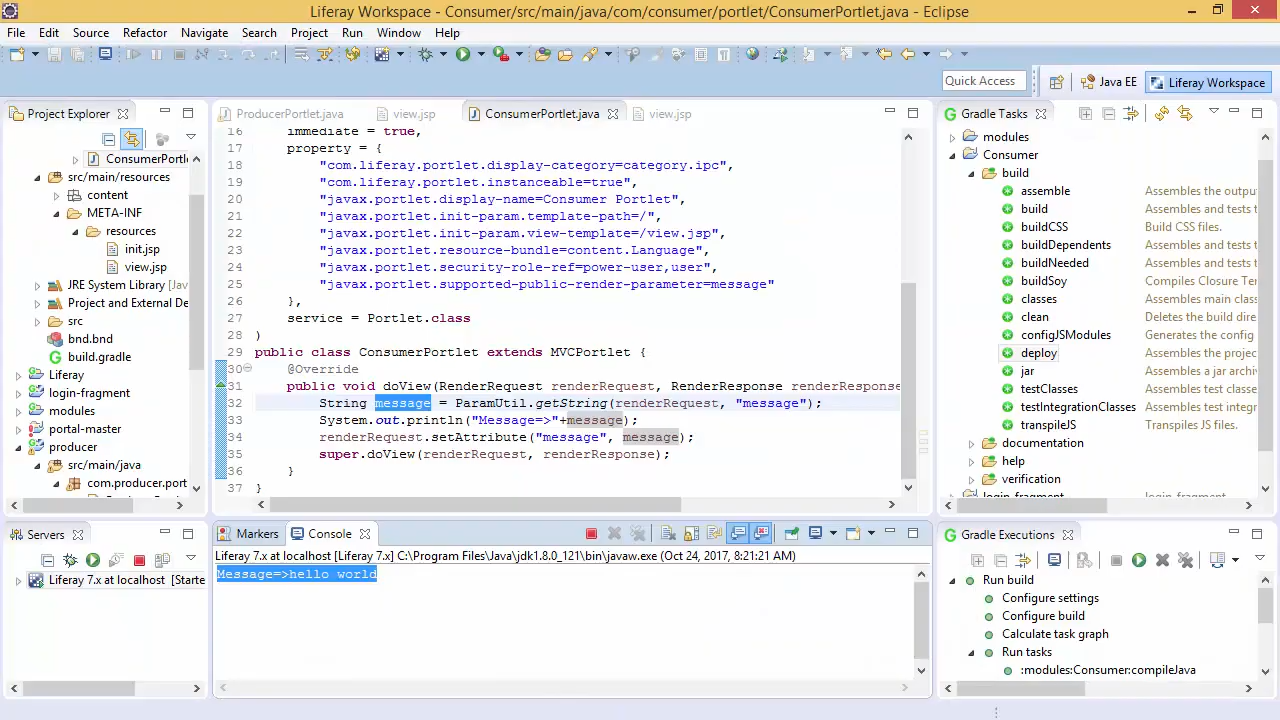 Liferay Workspace - Consumer/src/main/java/com/consumer/portlet/ConsumerPortlet.java - Eclipse
File Edit Source Refactor Navigate Search Project Run Window Help
Quick Access
Java EE
Liferay Workspace
Project Explorer
ConsumerPortl
src/main/resources
content
META-INF
resources
init.jsp
view.jsp
JRE System Library [Jav
Project and External De
src
bnd.bnd
build.gradle
Liferay
login-fragment
modules
portal-master
producer
src/main/java
com.producer.port
ProducerPortlet.java
view.jsp
ConsumerPortlet.java
view.jsp
16 immediate = true,
17 property = {
18 "com.liferay.portlet.display-category=category.ipc",
19 "com.liferay.portlet.instanceable=true",
20 "javax.portlet.display-name=Consumer Portlet",
21 "javax.portlet.init-param.template-path=/",
22 "javax.portlet.init-param.view-template=/view.jsp",
23 "javax.portlet.resource-bundle=content.Language",
24 "javax.portlet.security-role-ref=power-user,user",
25 "javax.portlet.supported-public-render-parameter=message"
26 },
27 service = Portlet.class
28 )
29 public class ConsumerPortlet extends MVCPortlet {
30 @Override
31 public void doView(RenderRequest renderRequest, RenderResponse renderResponse
32 String message = ParamUtil.getString(renderRequest, "message");
33 System.out.println("Message=>"+message);
34 renderRequest.setAttribute("message", message);
35 super.doView(renderRequest, renderResponse);
36 }
37 }
Gradle Tasks
modules
Consumer
build
assemble Assembles the outpu
build Assembles and tests t
buildCSS Build CSS files.
buildDependents Assembles and tests t
buildNeeded Assembles and tests t
buildSoy Compiles Closure Ter
classes Assembles main class
clean Deletes the build dire
configJSModules Generates the config
deploy Assembles the projec
jar Assembles a jar archiv
testClasses Assembles test classe
testIntegrationClasses Assembles test integr
transpileJS Transpiles JS files.
documentation
help
verification
login-fragment
Servers
Liferay 7.x at localhost [Starte
Markers
Console
Liferay 7.x at localhost [Liferay 7.x] C:\Program Files\Java\jdk1.8.0_121\bin\javaw.exe (Oct 24, 2017, 8:21:21 AM)
Message=>hello world
Gradle Executions
Run build
Configure settings
Configure build
Calculate task graph
Run tasks
:modules:Consumer:compileJava